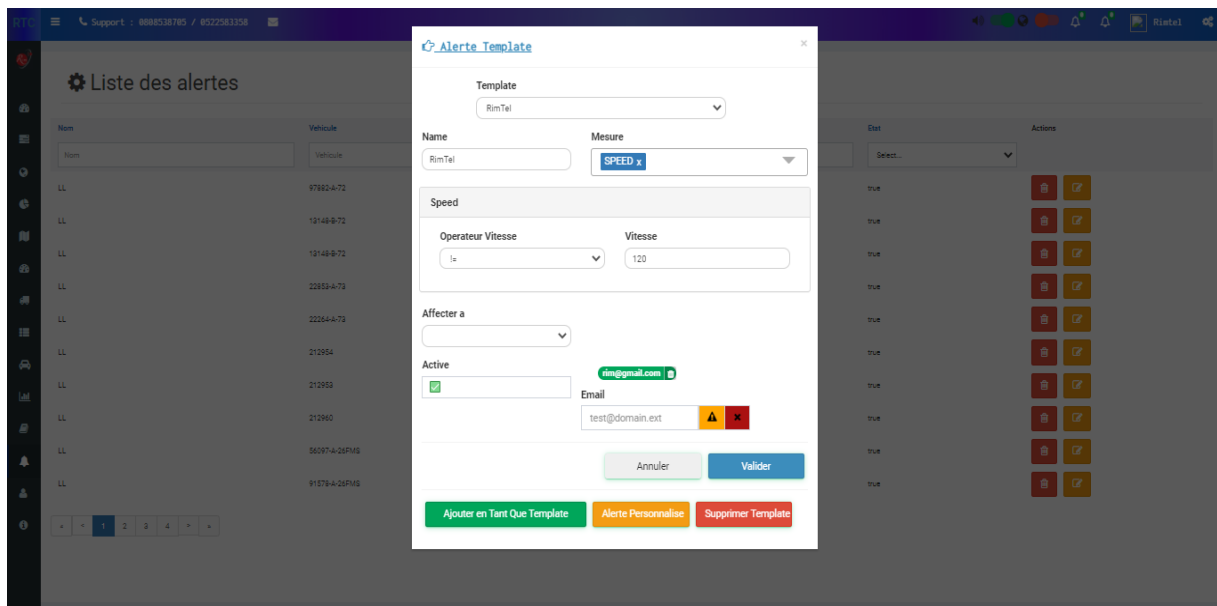 RTC
Support : 0808538705 / 0522583358
Rimtel
Liste des alertes
Nom
Vehicule
Etat
Actions
Nom
Vehicule
Select...
LL 97882-A-72 true
LL 13148-B-72 true
LL 13148-B-72 true
LL 22853-A-73 true
LL 22264-A-73 true
LL 212954 true
LL 212953 true
LL 212960 true
LL 56097-A-26FMS true
LL 91578-A-26FMS true
« < 1 2 3 4 > »
Alerte Template
×
Template
RimTel
Name
Mesure
RimTel
SPEED x
Speed
Operateur Vitesse
Vitesse
!=
120
Affecter a
Active
rim@gmail.com
Email
test@domain.ext
Annuler
Valider
Ajouter en Tant Que Template
Alerte Personnalise
Supprimer Template